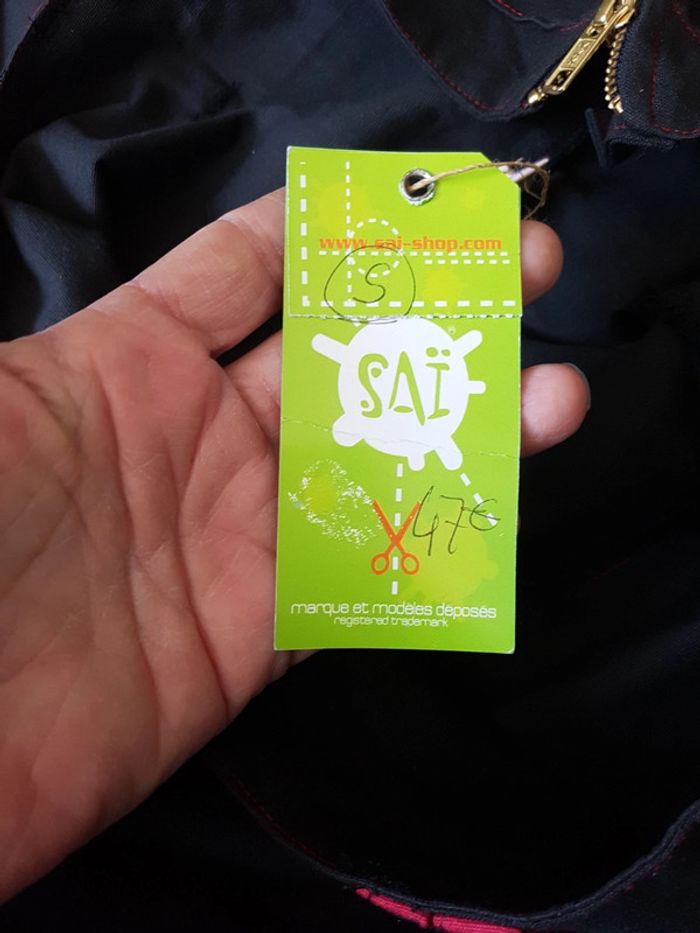 www.sai-shop.com
S
SAÏ
®
47€
marque et modèles déposés
registered trademark